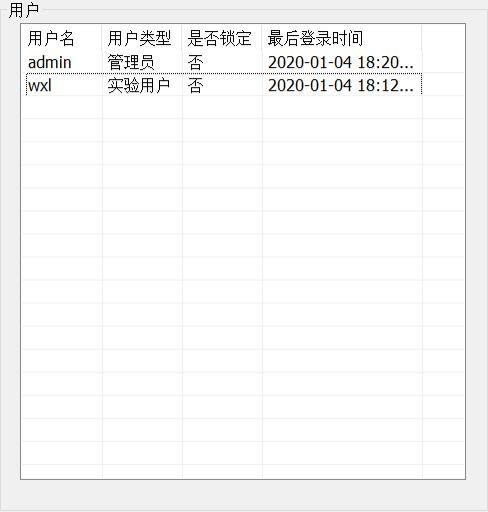 用户
用户名 用户类型 是否锁定 最后登录时间
admin 管理员 否 2020-01-04 18:20...
wxl 实验用户 否 2020-01-04 18:12...